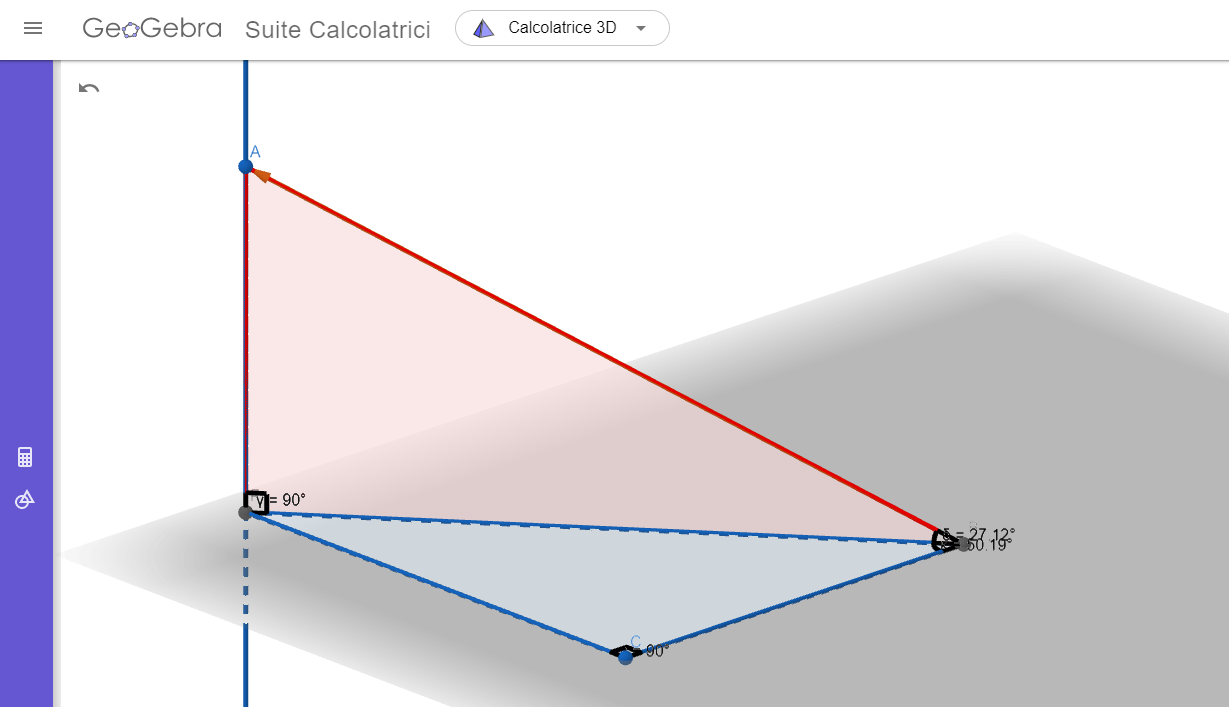 GeoGebra Suite Calcolatrici Calcolatrice 3D
A
γ = 90°
B
δ = 27.12°
50.19°
C
90°